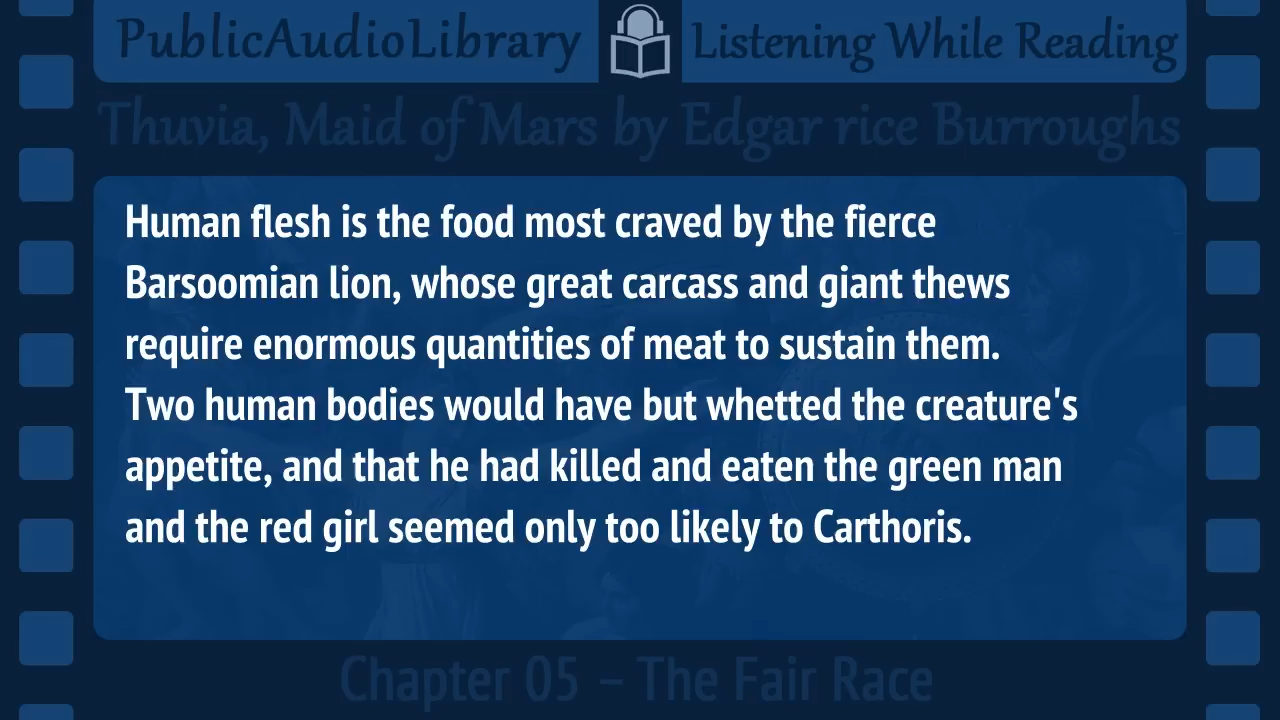 PublicAudioLibrary Listening While Reading
Thuvia, Maid of Mars by Edgar rice Burroughs
Human flesh is the food most craved by the fierce
Barsoomian lion, whose great carcass and giant thews
require enormous quantities of meat to sustain them.
Two human bodies would have but whetted the creature's
appetite, and that he had killed and eaten the green man
and the red girl seemed only too likely to Carthoris.
Chapter 05 – The Fair Race